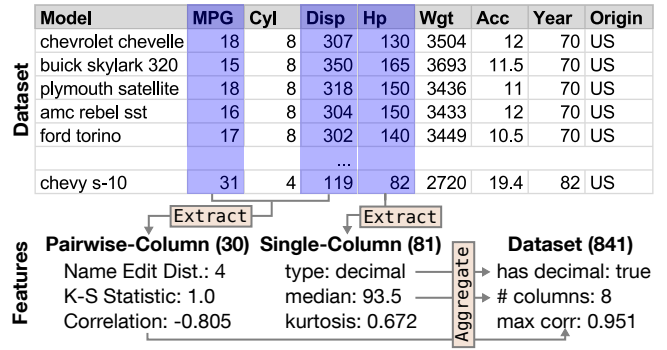 Model MPG Cyl Disp Hp Wgt Acc Year Origin
chevrolet chevelle 18 8 307 130 3504 12 70 US
buick skylark 320 15 8 350 165 3693 11.5 70 US
plymouth satellite 18 8 318 150 3436 11 70 US
amc rebel sst 16 8 304 150 3433 12 70 US
ford torino 17 8 302 140 3449 10.5 70 US
...
chevy s-10 31 4 119 82 2720 19.4 82 US
Dataset
Extract Extract
Features
Pairwise-Column (30) Single-Column (81) Dataset (841)
Name Edit Dist.: 4 type: decimal has decimal: true
K-S Statistic: 1.0 median: 93.5 # columns: 8
Correlation: -0.805 kurtosis: 0.672 max corr: 0.951
Aggregate